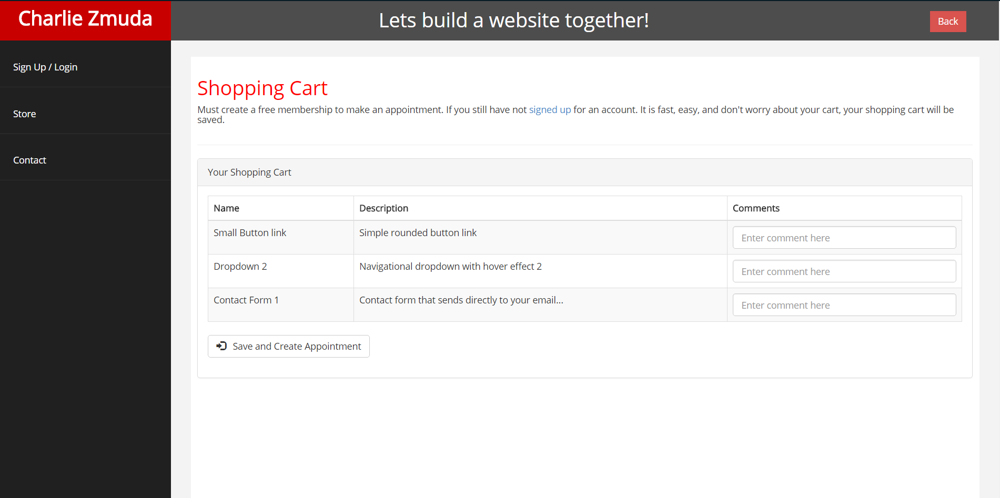 Charlie Zmuda
Lets build a website together!
Back
Sign Up / Login
Store
Contact
Shopping Cart
Must create a free membership to make an appointment. If you still have not signed up for an account. It is fast, easy, and don't worry about your cart, your shopping cart will be
saved.
Your Shopping Cart
Name Description Comments
Small Button link Simple rounded button link Enter comment here
Dropdown 2 Navigational dropdown with hover effect 2 Enter comment here
Contact Form 1 Contact form that sends directly to your email... Enter comment here
Save and Create Appointment